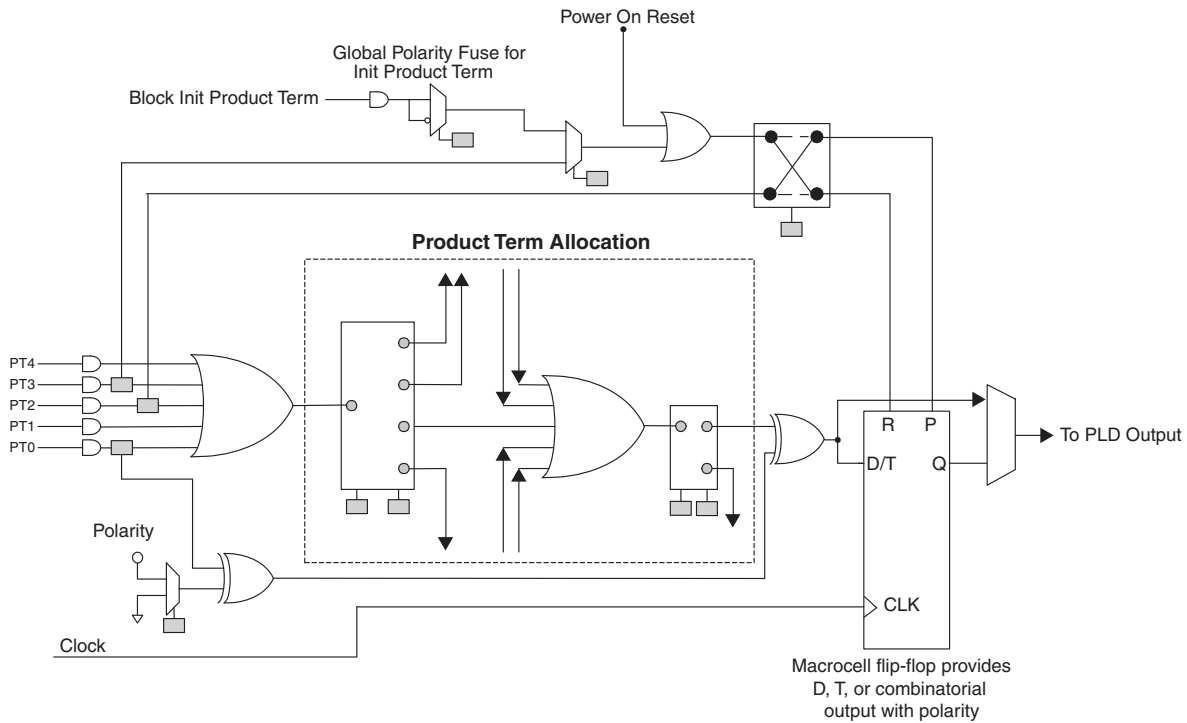 Power On Reset
Global Polarity Fuse for
Init Product Term
Block Init Product Term
Product Term Allocation
PT4
PT3
PT2
PT1
PT0
R P
D/T Q
To PLD Output
Polarity
CLK
Clock
Macrocell flip-flop provides
D, T, or combinatorial
output with polarity